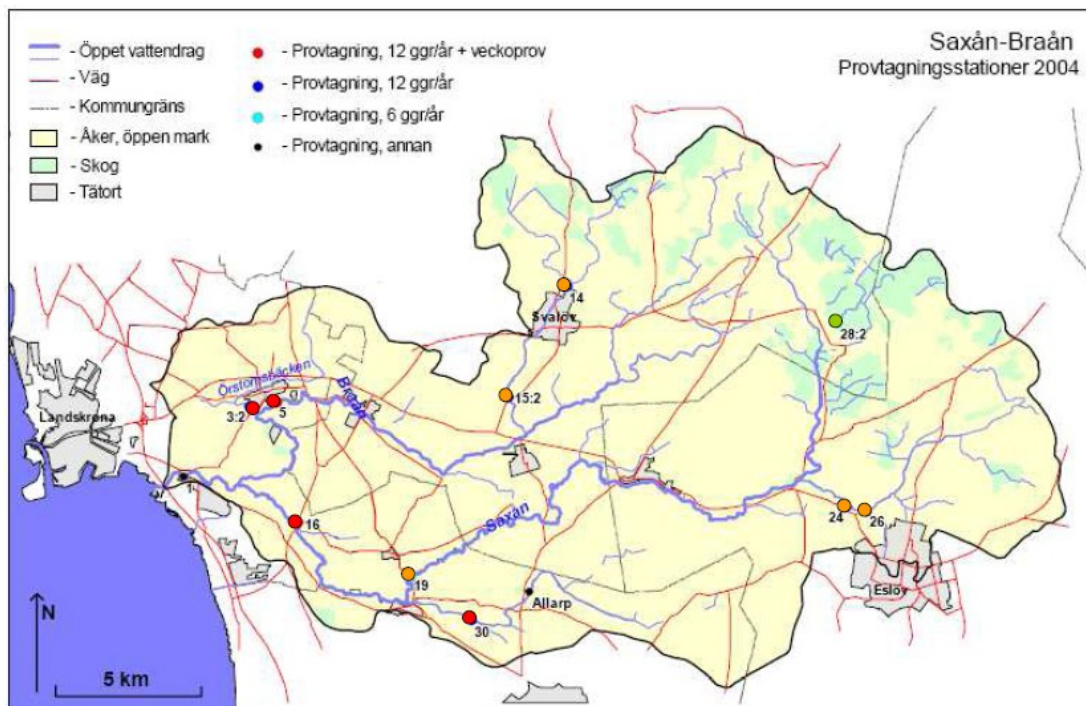 Saxån-Braån
Provtagningsstationer 2004
- Öppet vattendrag
- Väg
- Kommungräns
- Åker, öppen mark
- Skog
- Tätort
- Provtagning, 12 ggr/år + veckoprov
- Provtagning, 12 ggr/år
- Provtagning, 6 ggr/år
- Provtagning, annan
14
Svalöv
28:2
Örstorpsbäcken
15:2
Braån
Landskrona
3:2
5
1
16
Saxån
24
26
19
Eslöv
Allarp
30
N
5 km